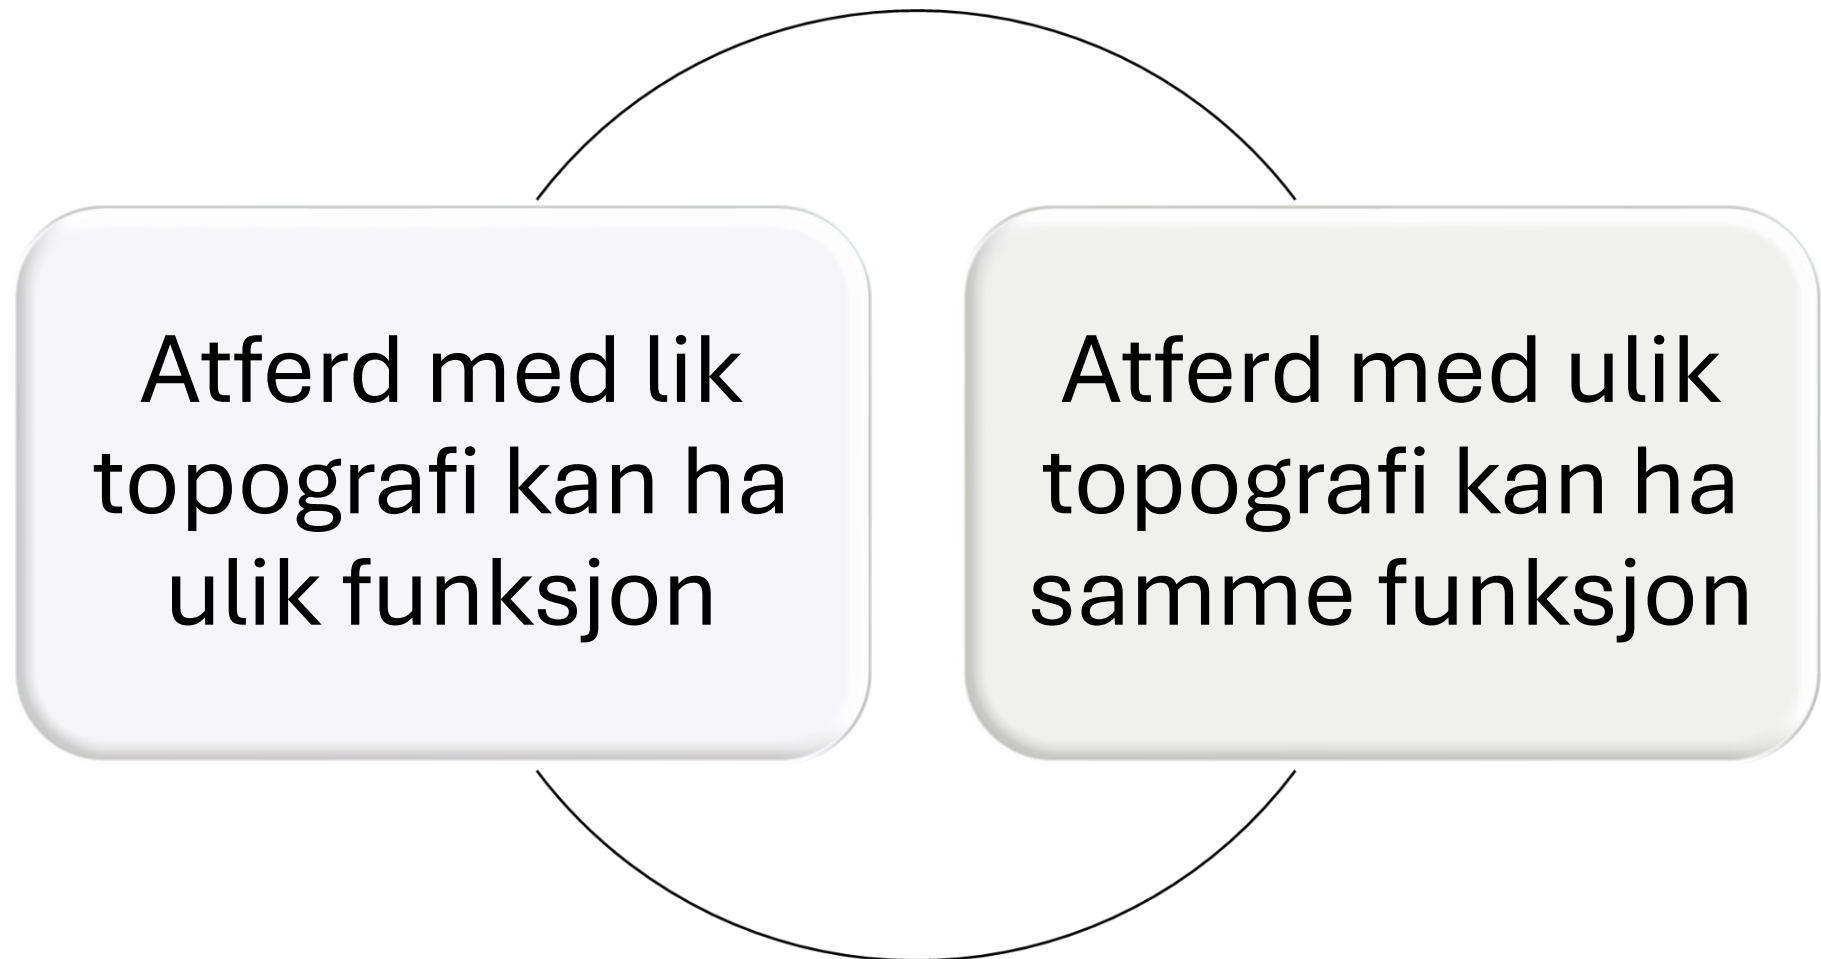 Atferd med lik
topografi kan ha
ulik funksjon
Atferd med ulik
topografi kan ha
samme funksjon